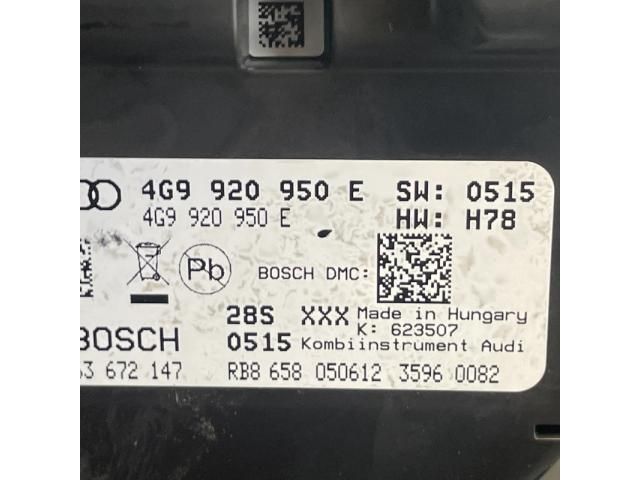 4G9 920 950 E SW: 0515
4G9 920 950 E HW: H78
Pb BOSCH DMC:
28S XXX Made in Hungary
K: 623507
BOSCH 0515 Kombiinstrument Audi
3 672 147 RB8 658 050612 3596 0082